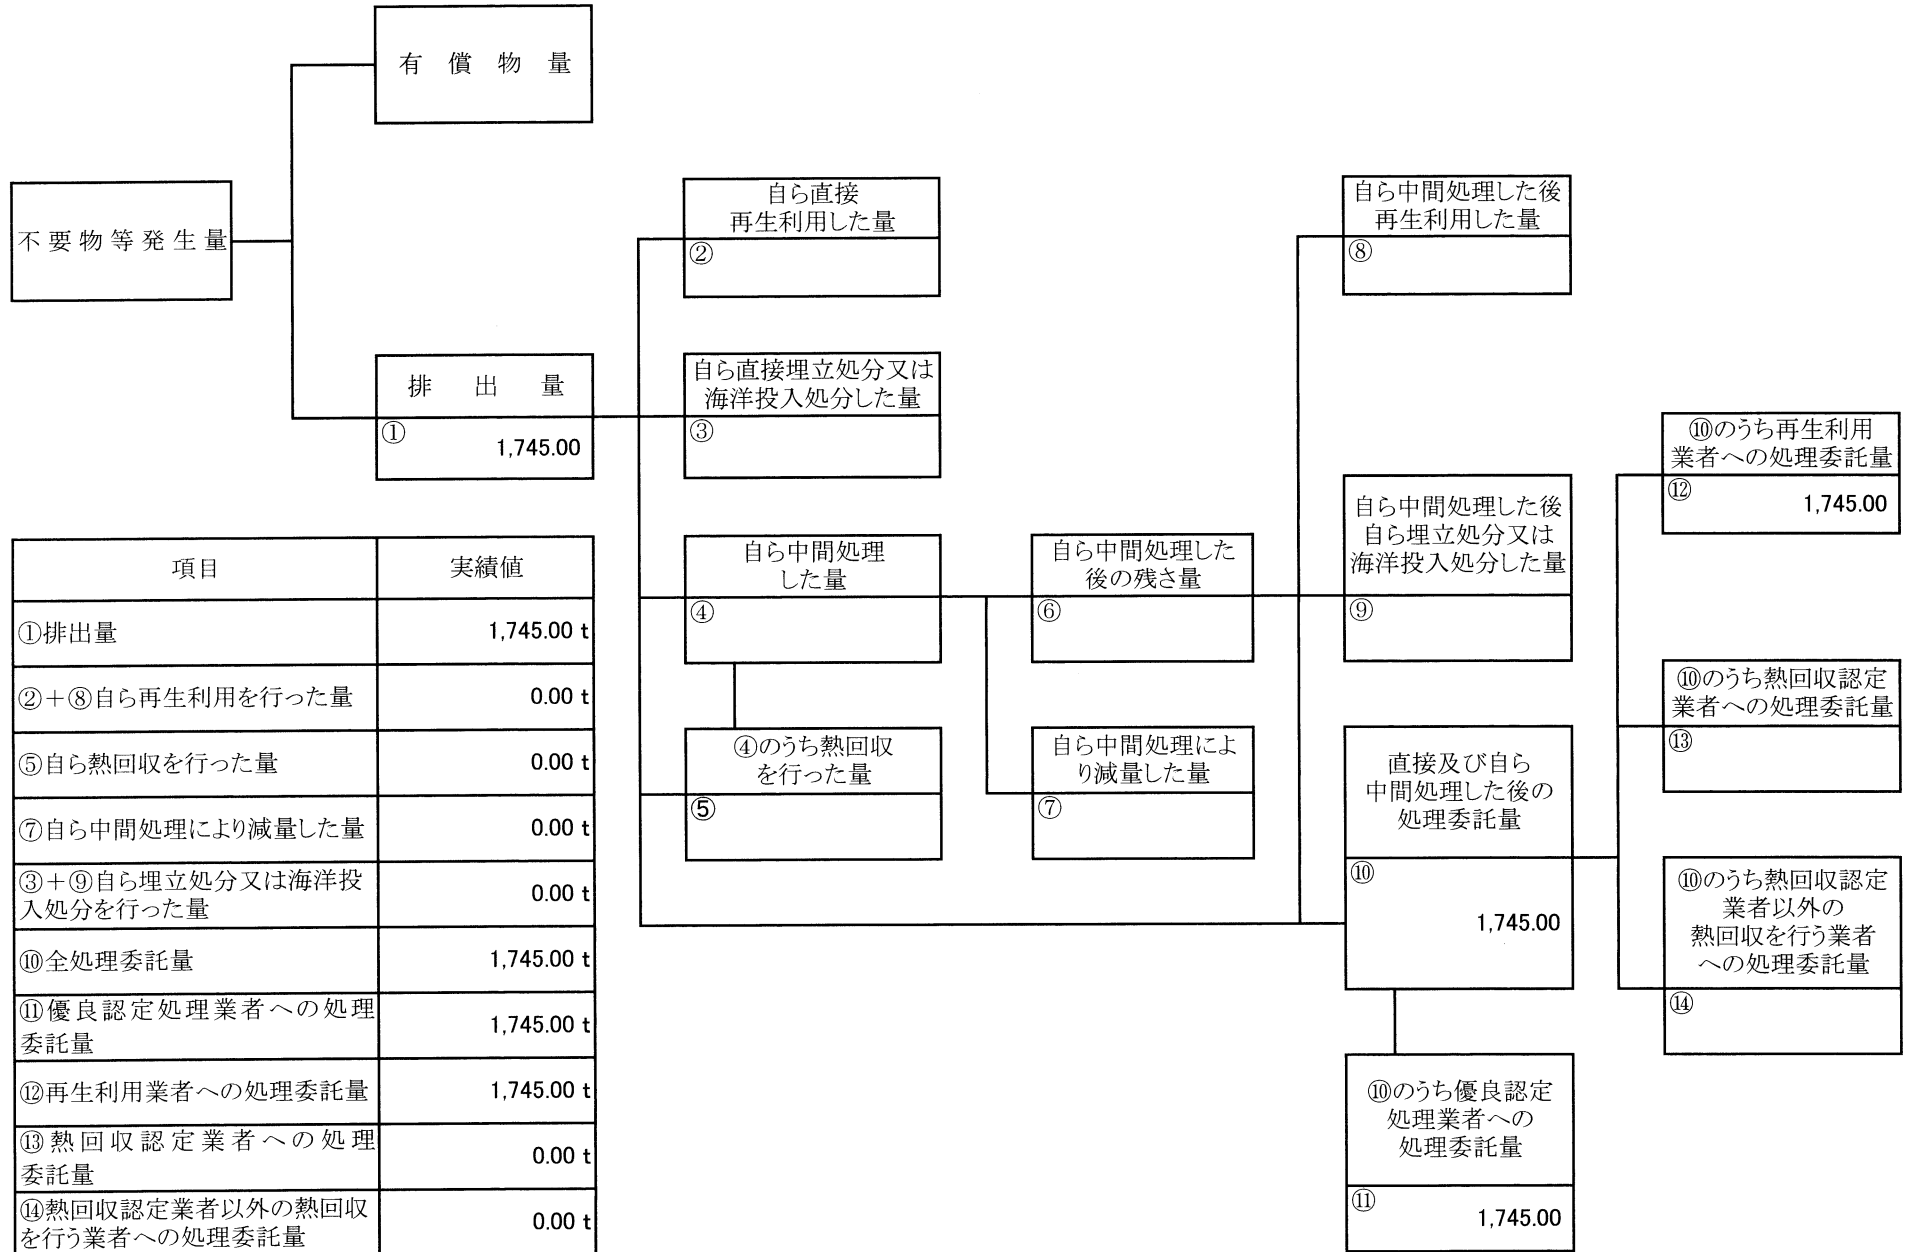 有 償 物 量
不要物等発生量
自ら直接
再生利用した量
②
自ら中間処理した後
再生利用した量
⑧
排 出 量
① 1,745.00
自ら直接埋立処分又は
海洋投入処分した量
③
⑩のうち再生利用
業者への処理委託量
⑫ 1,745.00
自ら中間処理
した量
④
自ら中間処理した
後の残さ量
⑥
自ら中間処理した後
自ら埋立処分又は
海洋投入処分した量
⑨
⑩のうち熱回収認定
業者への処理委託量
⑬
④のうち熱回収
を行った量
⑤
自ら中間処理によ
り減量した量
⑦
直接及び自ら
中間処理した後の
処理委託量
⑩
1,745.00
⑩のうち熱回収認定
業者以外の
熱回収を行う業者
への処理委託量
⑭
⑩のうち優良認定
処理業者への
処理委託量
⑪ 1,745.00
項目 実績値
①排出量 1,745.00 t
②+⑧自ら再生利用を行った量 0.00 t
⑤自ら熱回収を行った量 0.00 t
⑦自ら中間処理により減量した量 0.00 t
③+⑨自ら埋立処分又は海洋投
入処分を行った量 0.00 t
⑩全処理委託量 1,745.00 t
⑪優良認定処理業者への処理
委託量 1,745.00 t
⑫再生利用業者への処理委託量 1,745.00 t
⑬熱回収認定業者への処理
委託量 0.00 t
⑭熱回収認定業者以外の熱回収
を行う業者への処理委託量 0.00 t